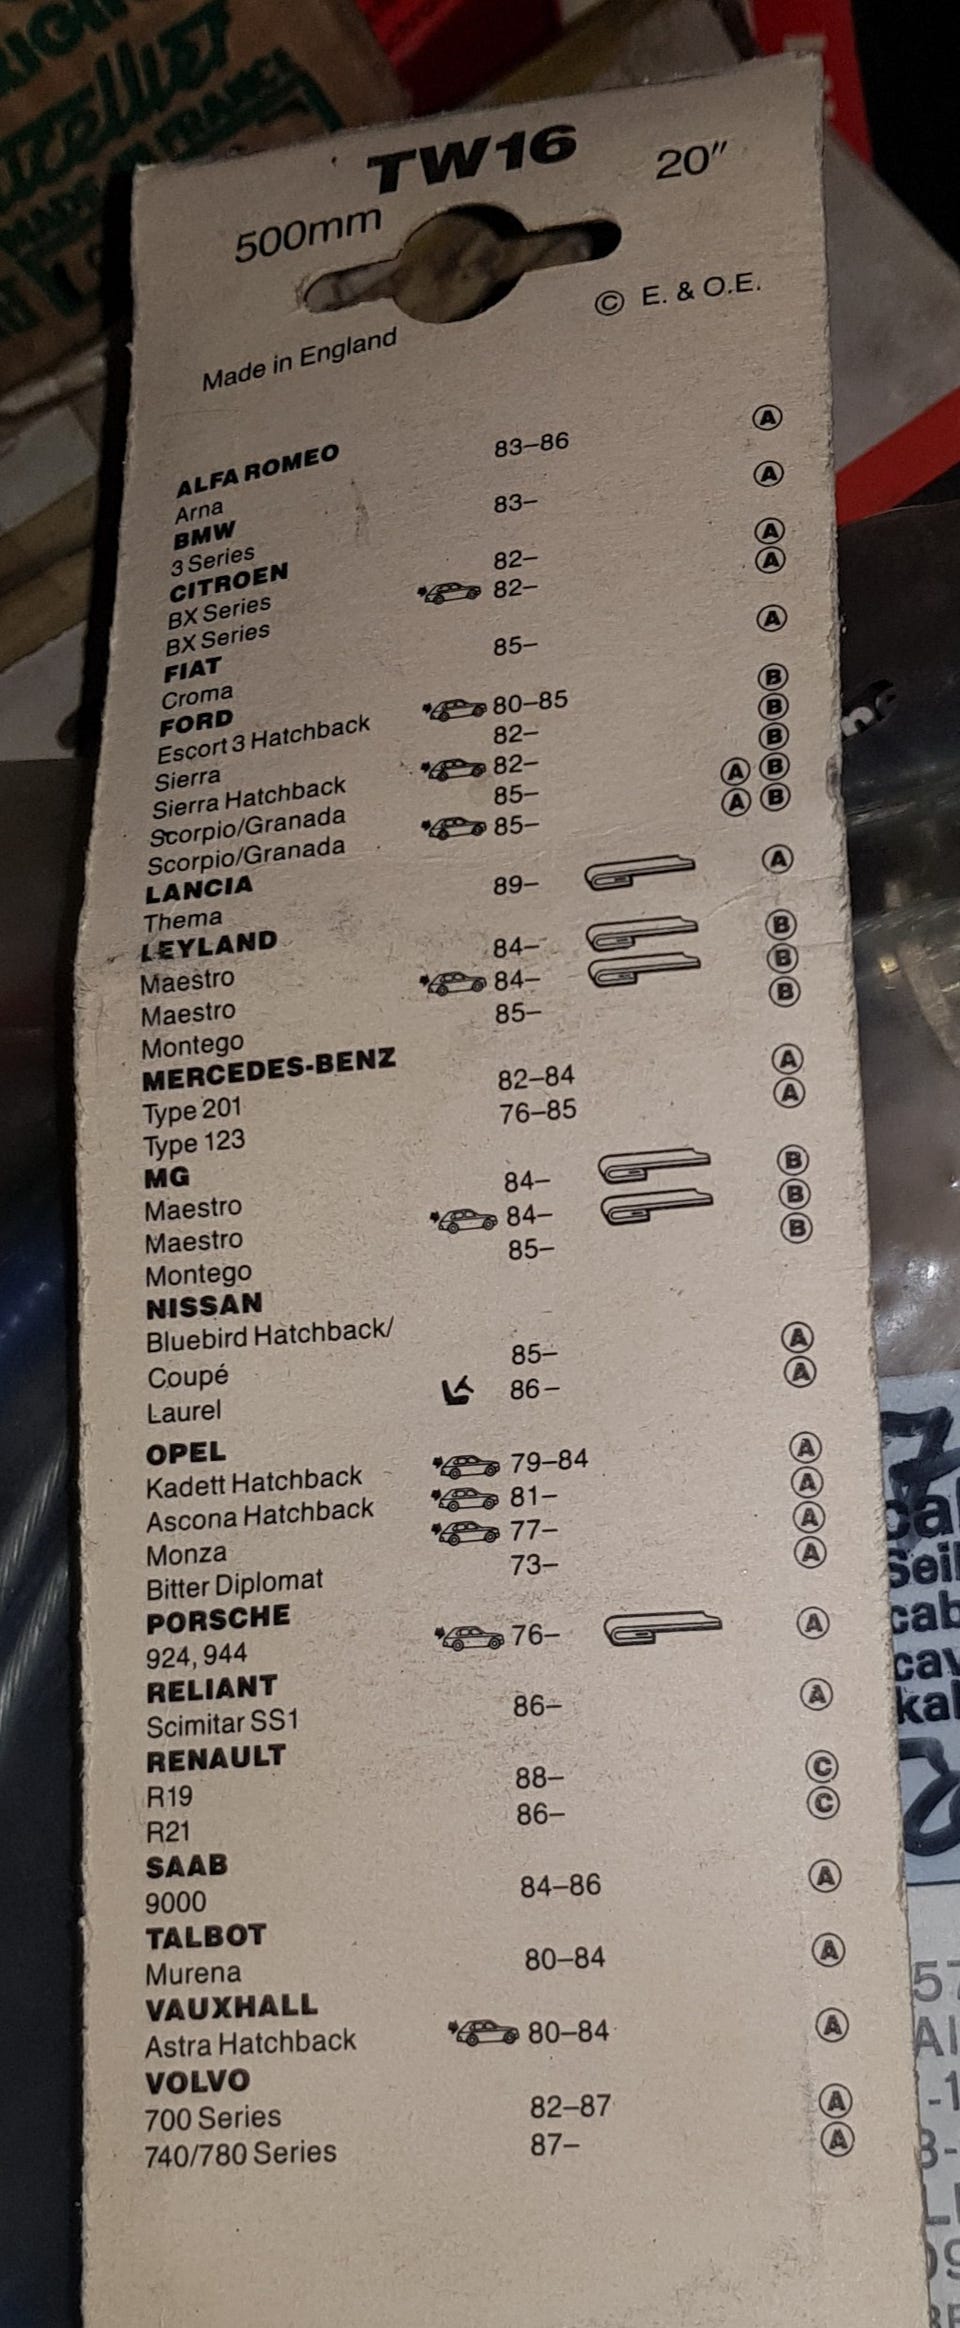 TW16
500mm 20"
© E. & O.E.
Made in England
ALFA ROMEO
Arna 83–86 A
BMW
3 Series 83– A
CITROEN
BX Series 82– A
BX Series 82– A
FIAT
Croma 85– A
FORD
Escort 3 Hatchback 80–85 B
Sierra 82– B
Sierra Hatchback 82– B
Scorpio/Granada 85– A B
Scorpio/Granada 85– A B
LANCIA
Thema 89– A
LEYLAND
Maestro 84– B
Maestro 84– B
Montego 85– B
MERCEDES-BENZ
Type 201 82–84 A
Type 123 76–85 A
MG
Maestro 84– B
Maestro 84– B
Montego 85– B
NISSAN
Bluebird Hatchback/
Coupé 85– A
Laurel 86– A
OPEL
Kadett Hatchback 79–84 A
Ascona Hatchback 81– A
Monza 77– A
Bitter Diplomat 73– A
PORSCHE
924, 944 76– A
RELIANT
Scimitar SS1 86– A
RENAULT
R19 88– C
R21 86– C
SAAB
9000 84–86 A
TALBOT
Murena 80–84 A
VAUXHALL
Astra Hatchback 80–84 A
VOLVO
700 Series 82–87 A
740/780 Series 87– A